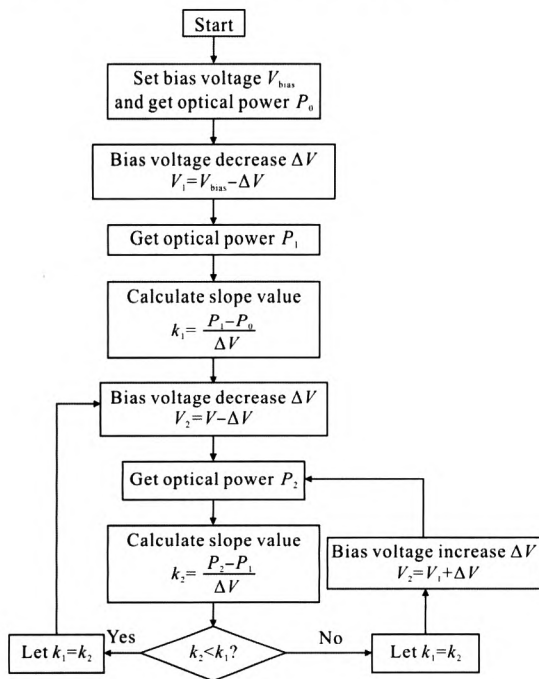 Start
Set bias voltage V_bias
and get optical power P_0
Bias voltage decrease ΔV
V_1=V_bias−ΔV
Get optical power P_1
Calculate slope value
k_1= (P_1−P_0)/ΔV
Bias voltage decrease ΔV
V_2=V−ΔV
Get optical power P_2
Calculate slope value
k_2= (P_2−P_1)/ΔV
Bias voltage increase ΔV
V_2=V_1+ΔV
Yes
No
Let k_1=k_2
k_2<k_1?
Let k_1=k_2